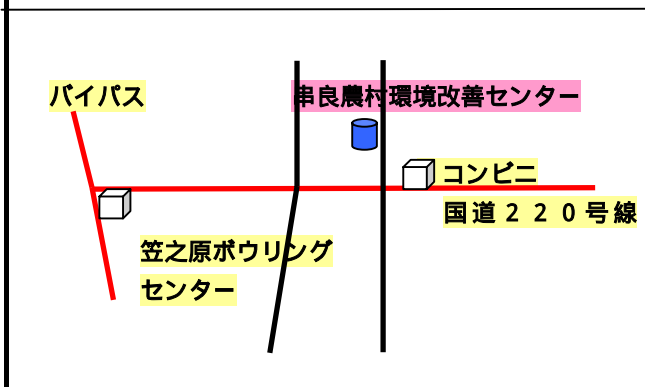 バイパス
串良農村環境改善センター
コンビニ
国道２２０号線
笠之原ボウリング
センター